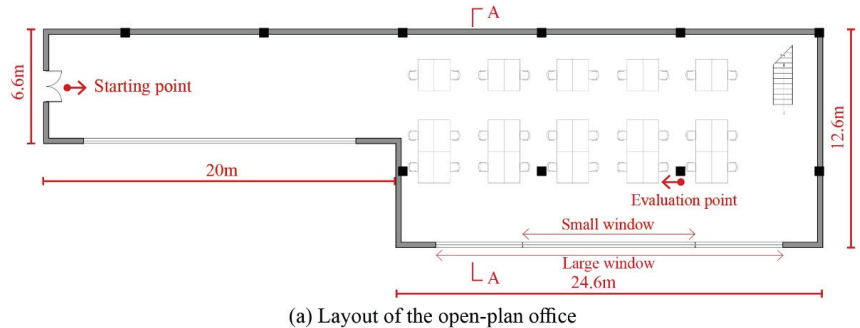 A
6.6m
Starting point
12.6m
20m
Evaluation point
Small window
A
Large window
24.6m
(a) Layout of the open-plan office